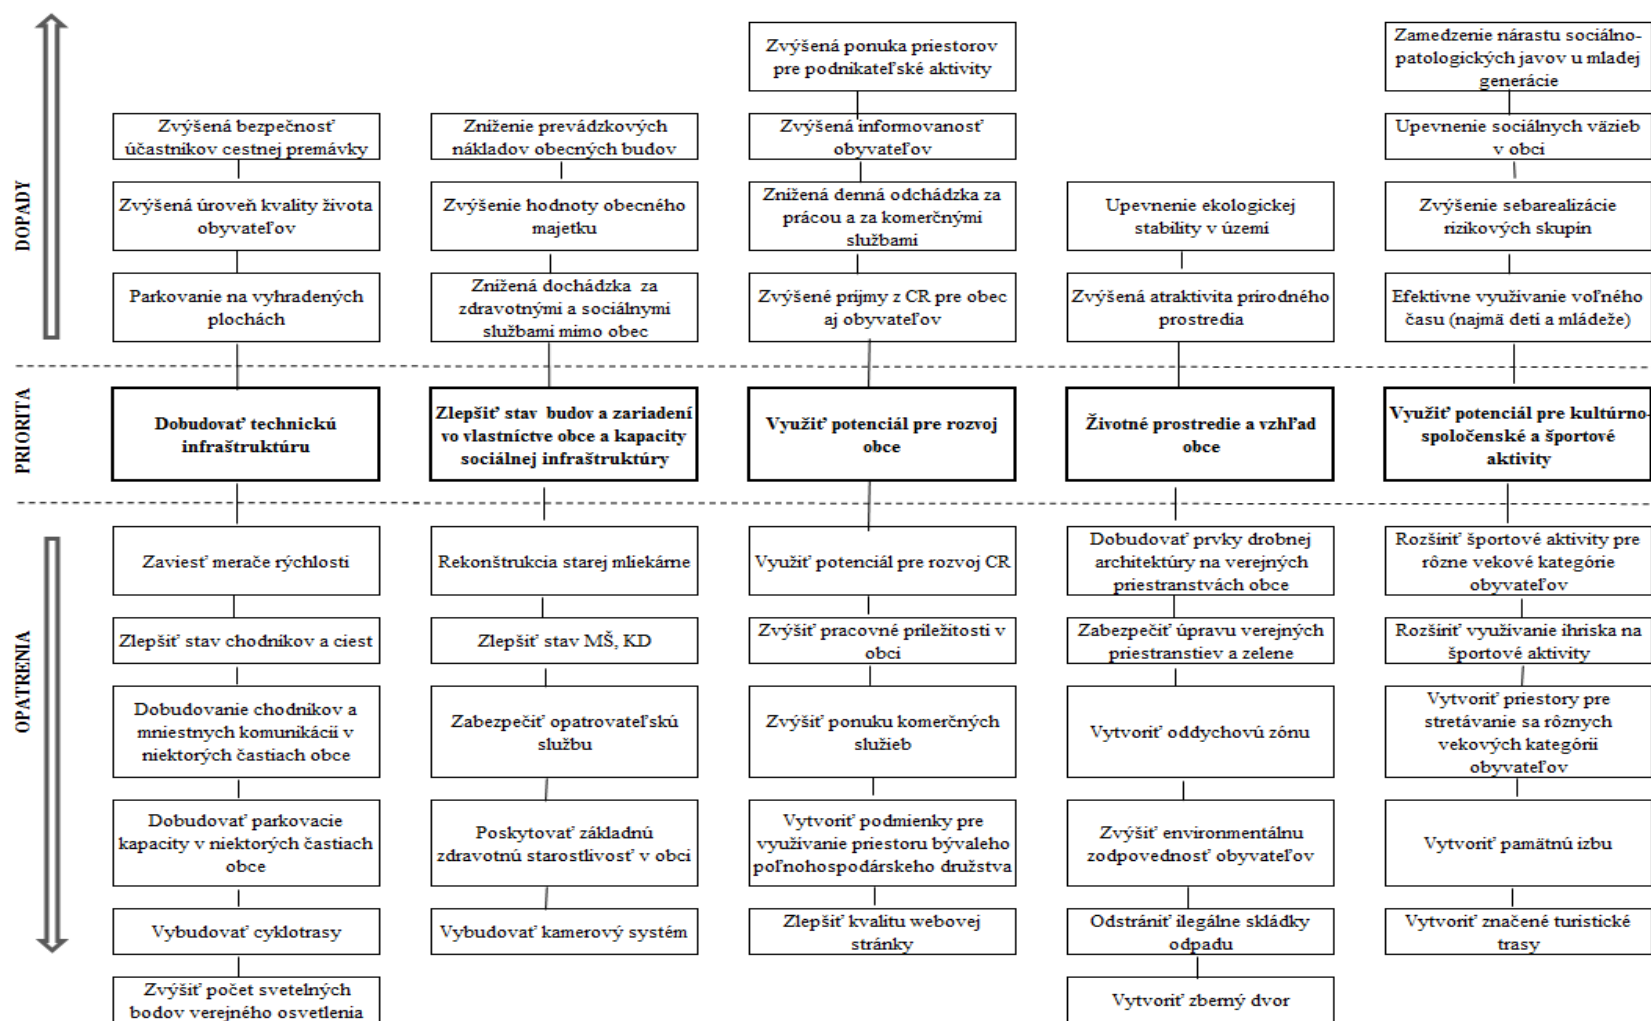 DOPADY
Zvýšená bezpečnosť
účastníkov cestnej premávky
Zvýšená úroveň kvality života
obyvateľov
Parkovanie na vyhradených
plochách
Zníženie prevádzkových
nákladov obecných budov
Zvýšenie hodnoty obecného
majetku
Znížená dochádzka za
zdravotnými a sociálnymi
službami mimo obec
Zvýšená ponuka priestorov
pre podnikateľské aktivity
Zvýšená informovanosť
obyvateľov
Znížená denná odchádzka za
prácou a za komerčnými
službami
Zvýšené príjmy z CR pre obec
aj obyvateľov
Upevnenie ekologickej
stability v území
Zvýšená atraktivita prírodného
prostredia
Zamedzenie nárastu sociálno-
patologických javov u mladej
generácie
Upevnenie sociálnych väzieb
v obci
Zvýšenie sebarealizácie
rizikových skupín
Efektívne využívanie voľného
času (najmä detí a mládeže)
PRIORITA
Dobudovať technickú
infraštruktúru
Zlepšiť stav budov a zariadení
vo vlastníctve obce a kapacity
sociálnej infraštruktúry
Využiť potenciál pre rozvoj
obce
Životné prostredie a vzhľad
obce
Využiť potenciál pre kultúrno-
spoločenské a športové
aktivity
OPATRENIA
Zaviesť merače rýchlosti
Zlepšiť stav chodníkov a ciest
Dobudovanie chodníkov a
mniestnych komunikácií v
niektorých častiach obce
Dobudovať parkovacie
kapacity v niektorých častiach
obce
Vybudovať cyklotrasy
Zvýšiť počet svetelných
bodov verejného osvetlenia
Rekonštrukcia starej mliekárne
Zlepšiť stav MŠ, KD
Zabezpečiť opatrovateľskú
službu
Poskytovať základnú
zdravotnú starostlivosť v obci
Vybudovať kamerový systém
Využiť potenciál pre rozvoj CR
Zvýšiť pracovné príležitosti v
obci
Zvýšiť ponuku komerčných
služieb
Vytvoriť podmienky pre
využívanie priestoru bývaleho
poľnohospodárskeho družstva
Zlepšiť kvalitu webovej
stránky
Dobudovať prvky drobnej
architektúry na verejných
priestranstvách obce
Zabezpečiť úpravu verejných
priestranstiev a zelene
Vytvoriť oddychovú zónu
Zvýšiť environmentálnu
zodpovednosť obyvateľov
Odstrániť ilegálne skládky
odpadu
Vytvoriť zberný dvor
Rozšíriť športové aktivity pre
rôzne vekové kategórie
obyvateľov
Rozšíriť využívanie ihriska na
športové aktivity
Vytvoriť priestory pre
stretávanie sa rôznych
vekových kategórií
obyvateľov
Vytvoriť pamätnú izbu
Vytvoriť značené turistické
trasy